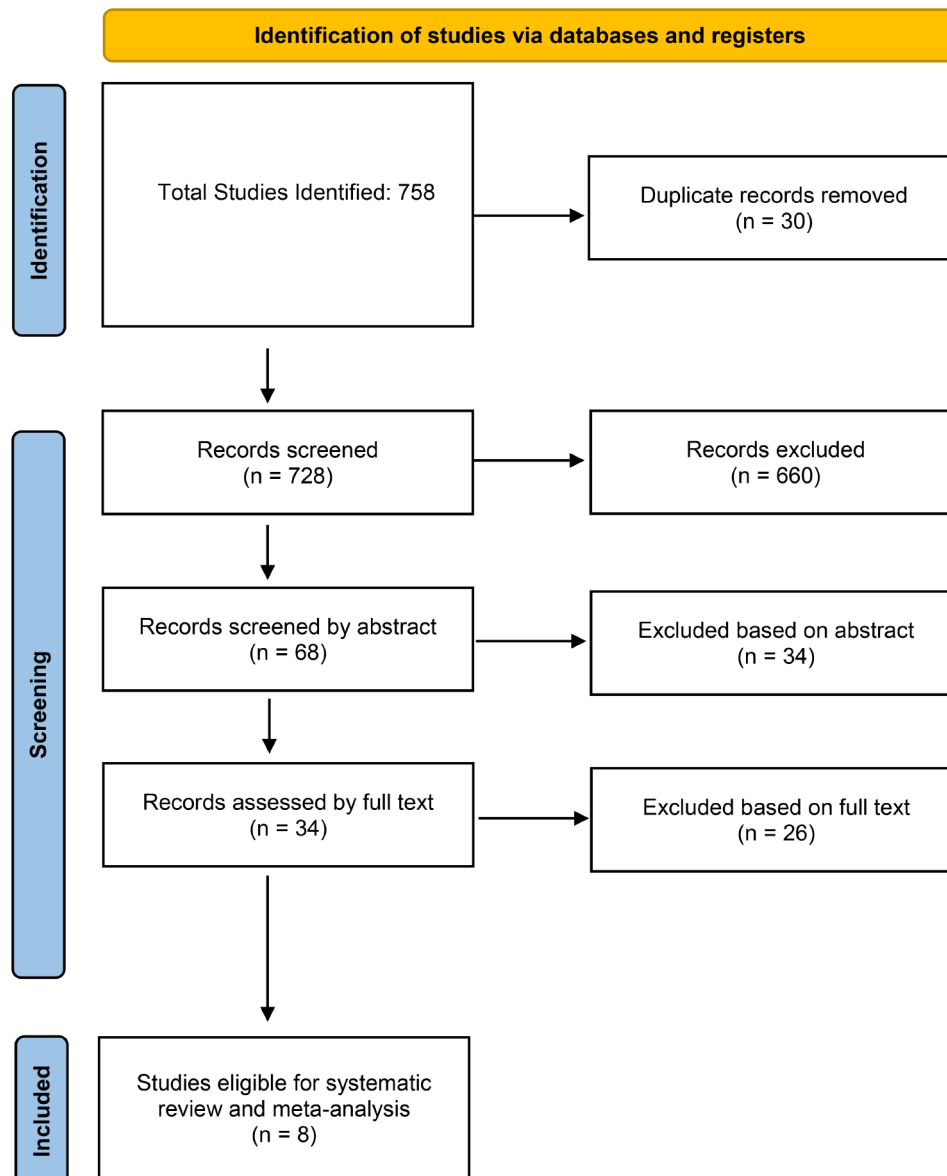 Identification of studies via databases and registers
Identification
Total Studies Identified: 758
Duplicate records removed
(n = 30)
Screening
Records screened
(n = 728)
Records excluded
(n = 660)
Records screened by abstract
(n = 68)
Excluded based on abstract
(n = 34)
Records assessed by full text
(n = 34)
Excluded based on full text
(n = 26)
Included
Studies eligible for systematic
review and meta-analysis
(n = 8)